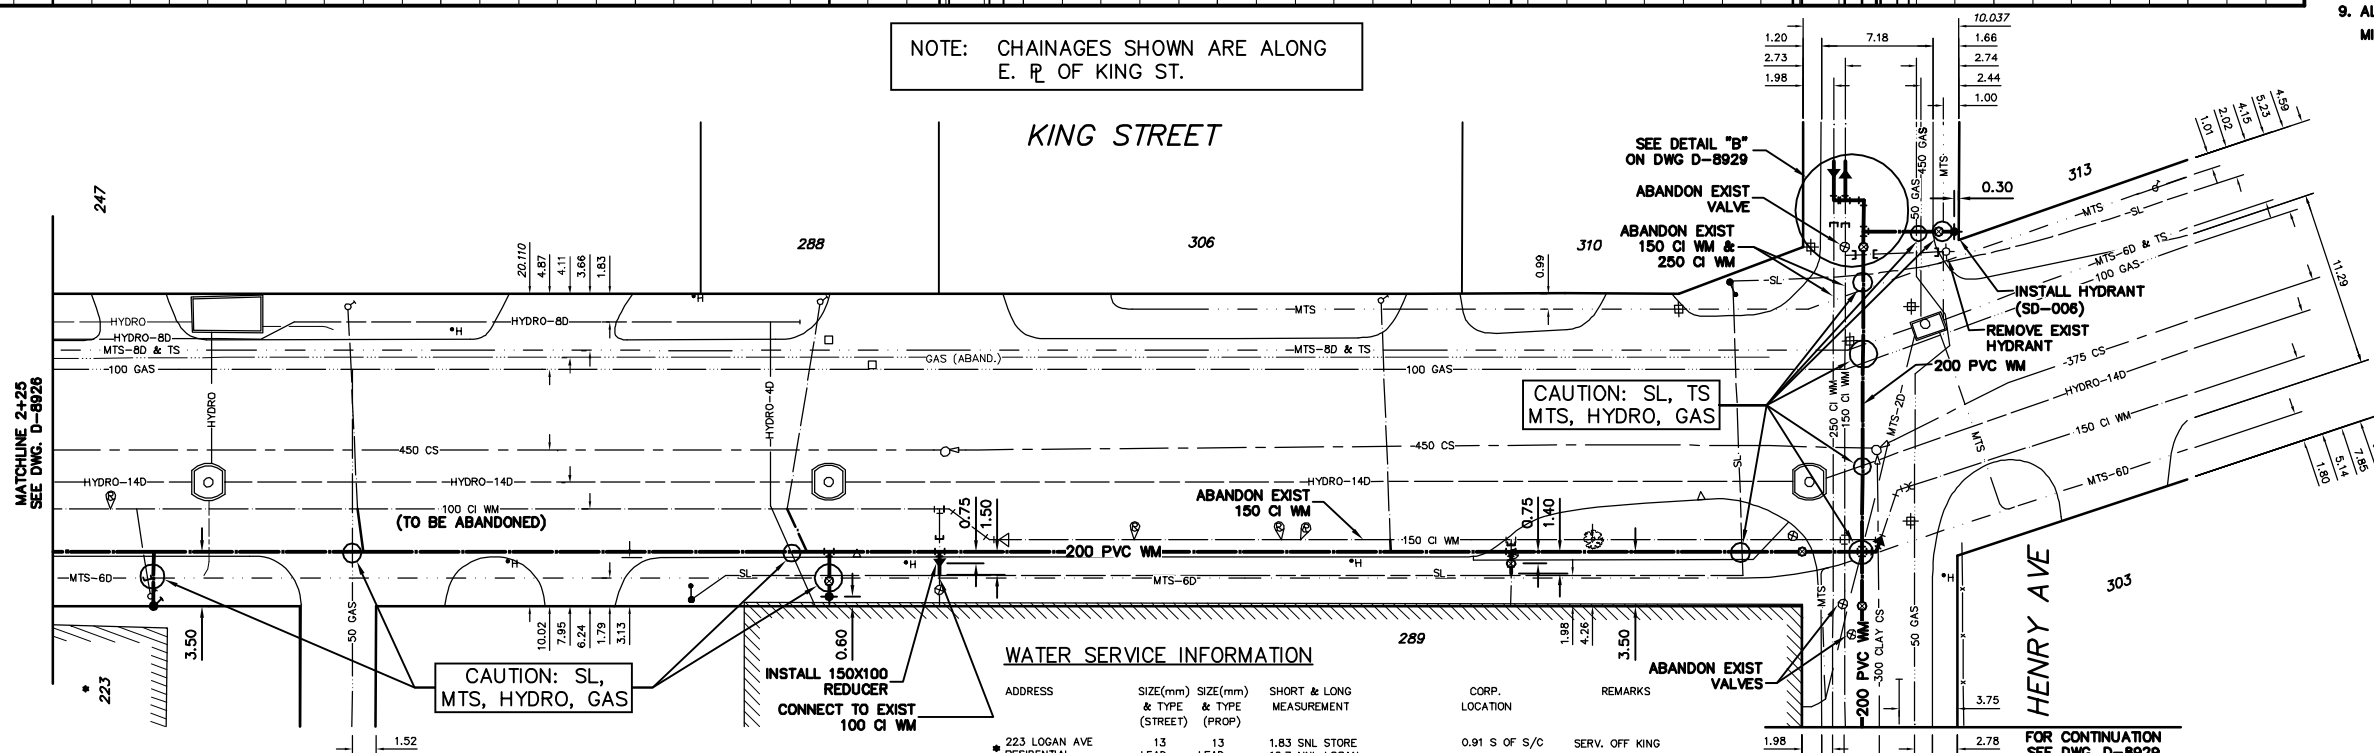 9. AL
MI
NOTE: CHAINAGES SHOWN ARE ALONG
E. ⅊ OF KING ST.
KING STREET
10.037
1.20
7.18
1.66
2.73
2.74
1.98
2.44
1.00
1.01
2.02
4.15
5.23
4.59
SEE DETAIL "B"
ON DWG D-8929
ABANDON EXIST
VALVE
ABANDON EXIST
150 CI WM &
250 CI WM
50 GAS
450 GAS
MTS
313
0.30
MTS
SL
MTS-6D & TS
100 GAS
11.29
INSTALL HYDRANT
(SD-006)
REMOVE EXIST
HYDRANT
200 PVC WM
375 CS
HYDRO-14D
150 CI WM
MTS-6D
1.80
5.14
7.85
247
288
306
310
20.110
4.87
4.11
3.66
1.83
0.99
SL
H
HYDRO
HYDRO-8D
H
HYDRO-8D
MTS
MTS-8D & TS
MTS-8D & TS
GAS (ABAND.)
100 GAS
100 GAS
MATCHLINE 2+25
SEE DWG. D-8926
HYDRO
HYDRO-4D
CAUTION: SL, TS
MTS, HYDRO, GAS
250 CI WM
150 CI WM
MTS-2D
MTS
450 CS
450 CS
SL
HYDRO-14D
HYDRO-14D
HYDRO-14D
100 CI WM
(TO BE ABANDONED)
ABANDON EXIST
150 CI WM
0.75
1.50
0.75
1.40
150 CI WM
200 PVC WM
MTS-6D
H
SL
H
MTS-6D
H
SL
MTS
H
303
HENRY AVE
3.50
50 GAS
10.02
7.95
6.24
1.79
3.13
0.60
1.98
4.26
3.50
289
223
CAUTION: SL,
MTS, HYDRO, GAS
INSTALL 150X100
REDUCER
CONNECT TO EXIST
100 CI WM
ABANDON EXIST
VALVES
200 PVC WM
300 CLAY CS
50 GAS
3.75
WATER SERVICE INFORMATION
ADDRESS SIZE(mm) SIZE(mm) SHORT & LONG CORP. REMARKS
& TYPE & TYPE MEASUREMENT LOCATION
(STREET) (PROP)
* 223 LOGAN AVE 13 13 1.83 SNL STORE 0.91 S OF S/C SERV. OFF KING
1.52
1.98
2.78
FOR CONTINUATION
SEE DWG. D-8929